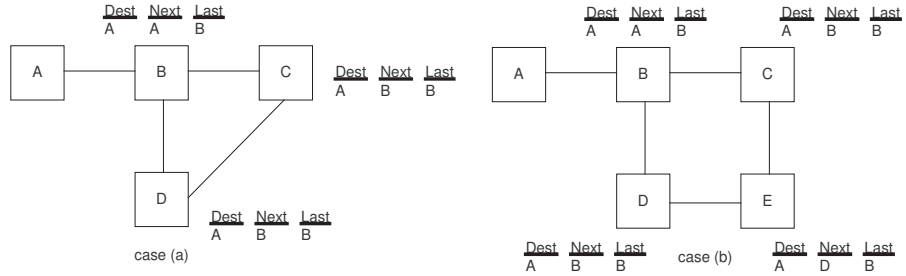 Dest Next Last
A A B
A B C
Dest Next Last
A B B
D
Dest Next Last
A B B
case (a)
Dest Next Last
A A B
Dest Next Last
A B B
A B C
D E
Dest Next Last
A B B
case (b)
Dest Next Last
A D B